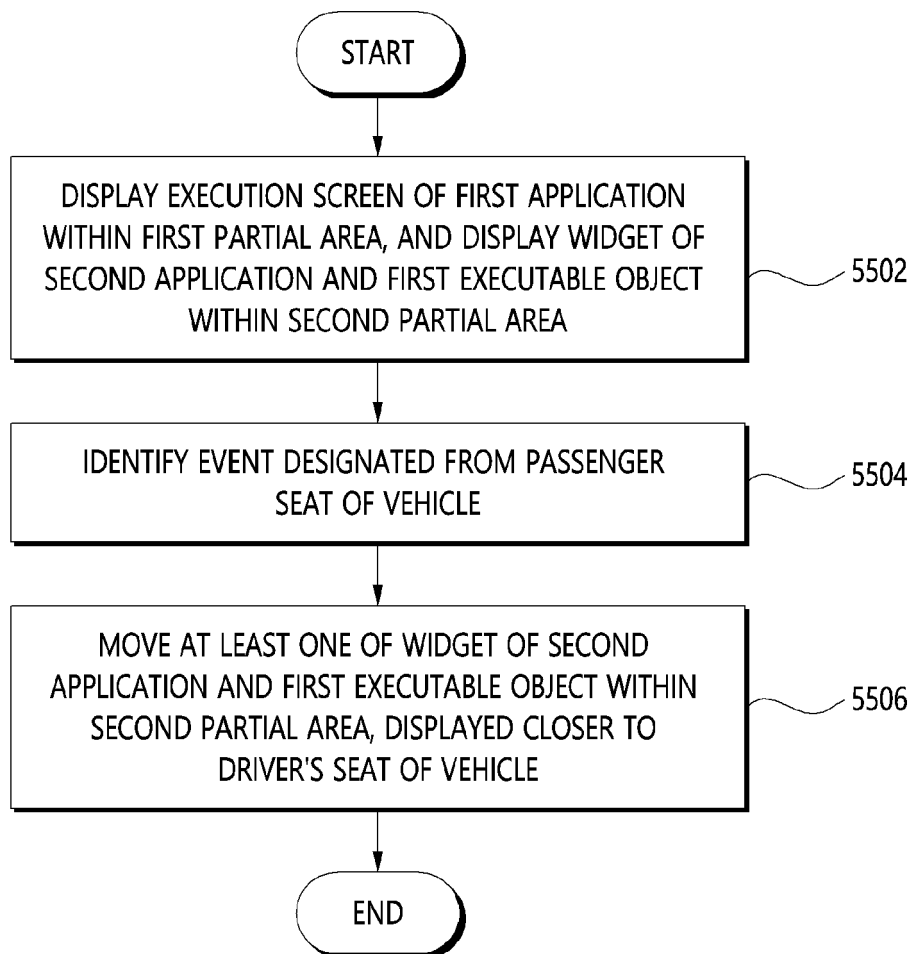 START
DISPLAY EXECUTION SCREEN OF FIRST APPLICATION
WITHIN FIRST PARTIAL AREA, AND DISPLAY WIDGET OF
SECOND APPLICATION AND FIRST EXECUTABLE OBJECT
WITHIN SECOND PARTIAL AREA
5502
IDENTIFY EVENT DESIGNATED FROM PASSENGER
SEAT OF VEHICLE
5504
MOVE AT LEAST ONE OF WIDGET OF SECOND
APPLICATION AND FIRST EXECUTABLE OBJECT WITHIN
SECOND PARTIAL AREA, DISPLAYED CLOSER TO
DRIVER'S SEAT OF VEHICLE
5506
END